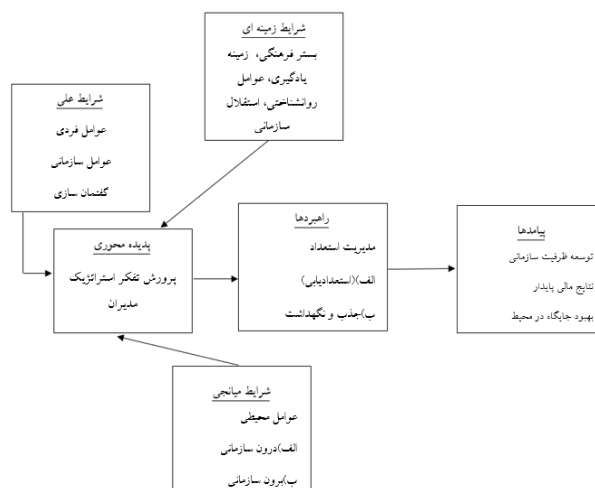 شرایط زمینه ای
بستر فرهنگی، زمینه
یادگیری، عوامل
روانشناختی، استقلال
سازمانی
شرایط علی
عوامل فردی
عوامل سازمانی
گفتمان سازی
پدیده محوری
پرورش تفکر استراتژیک
مدیران
راهبردها
مدیریت استعداد
الف)(استعدادیابی)
ب)جذب و نگهداشت
پیامدها
توسعه ظرفیت سازمانی
نتایج مالی پایدار
بهبود جایگاه در محیط
شرایط میانجی
عوامل محیطی
الف)درون سازمانی
ب)برون سازمانی